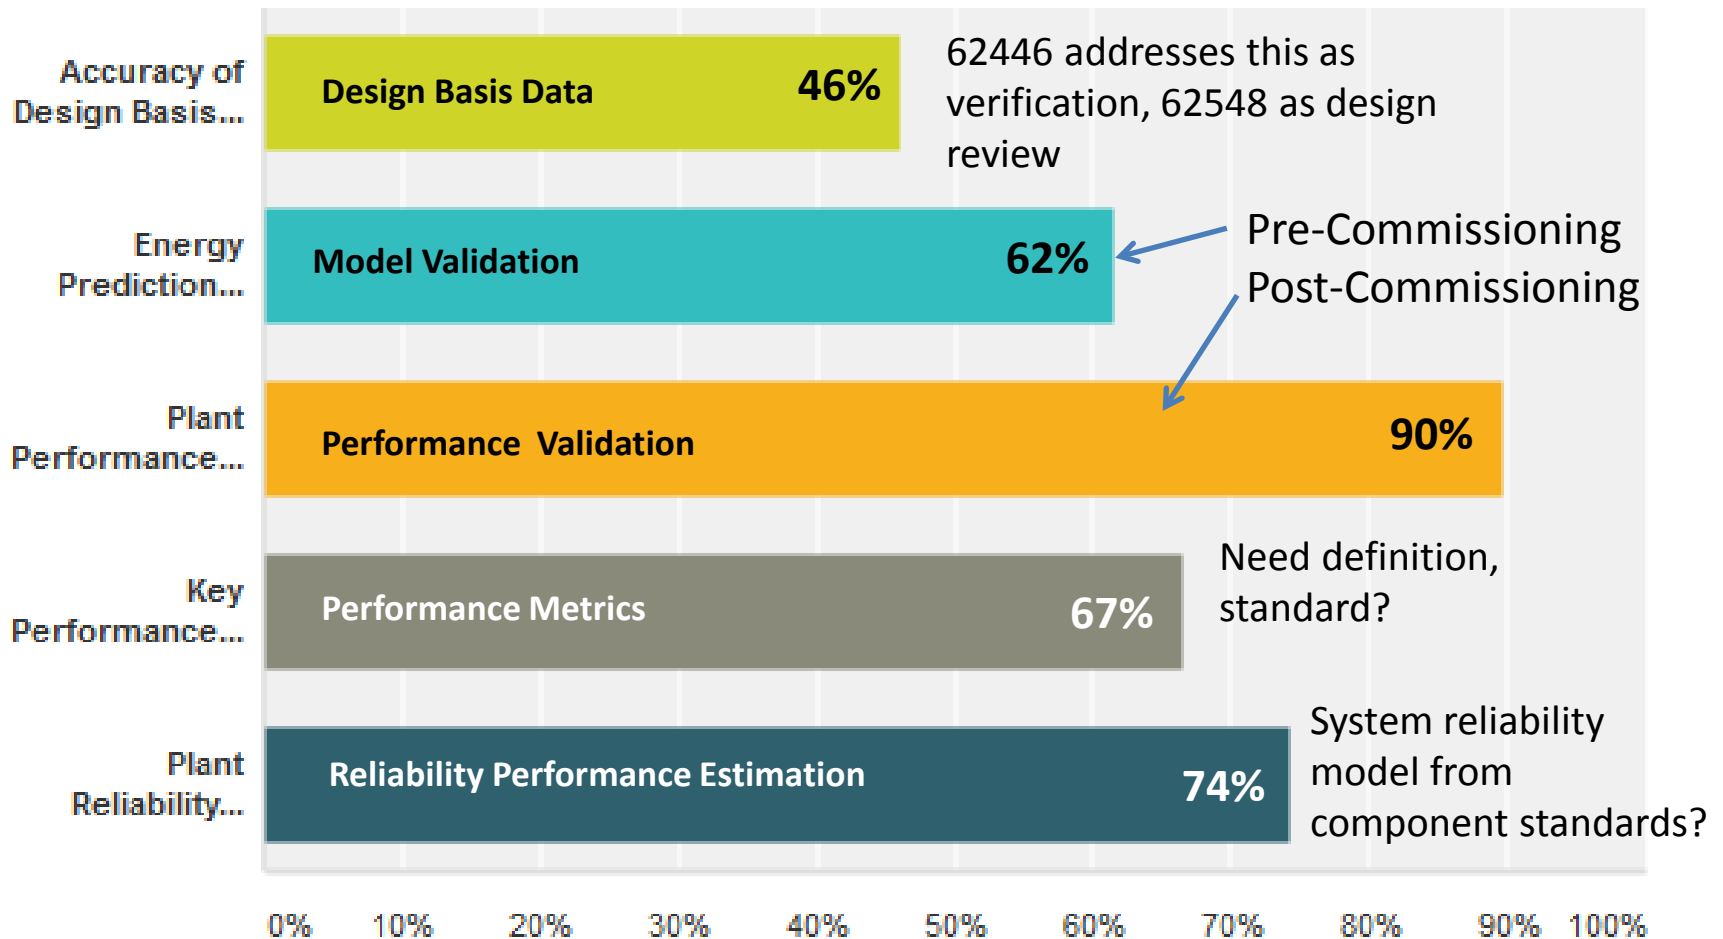 Accuracy of
Design Basis...
Design Basis Data
46%
62446 addresses this as
verification, 62548 as design
review
Energy
Prediction...
Model Validation
62%
Pre-Commissioning
Post-Commissioning
Plant
Performance...
Performance  Validation
90%
Key
Performance...
Performance Metrics
67%
Need definition,
standard?
Plant
Reliability...
Reliability Performance Estimation
74%
System reliability
model from
component standards?
0% 10% 20% 30% 40% 50% 60% 70% 80% 90% 100%